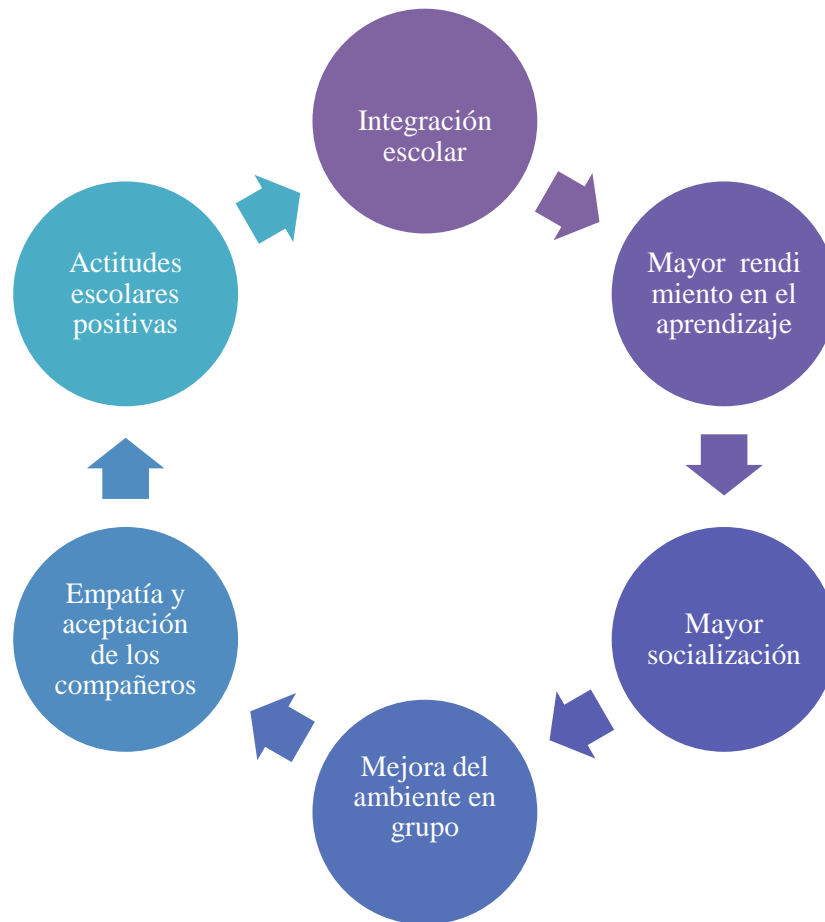 Integración
escolar
Mayor rendi
miento en el
aprendizaje
Mayor
socialización
Mejora del
ambiente en
grupo
Empatía y
aceptación
de los
compañeros
Actitudes
escolares
positivas